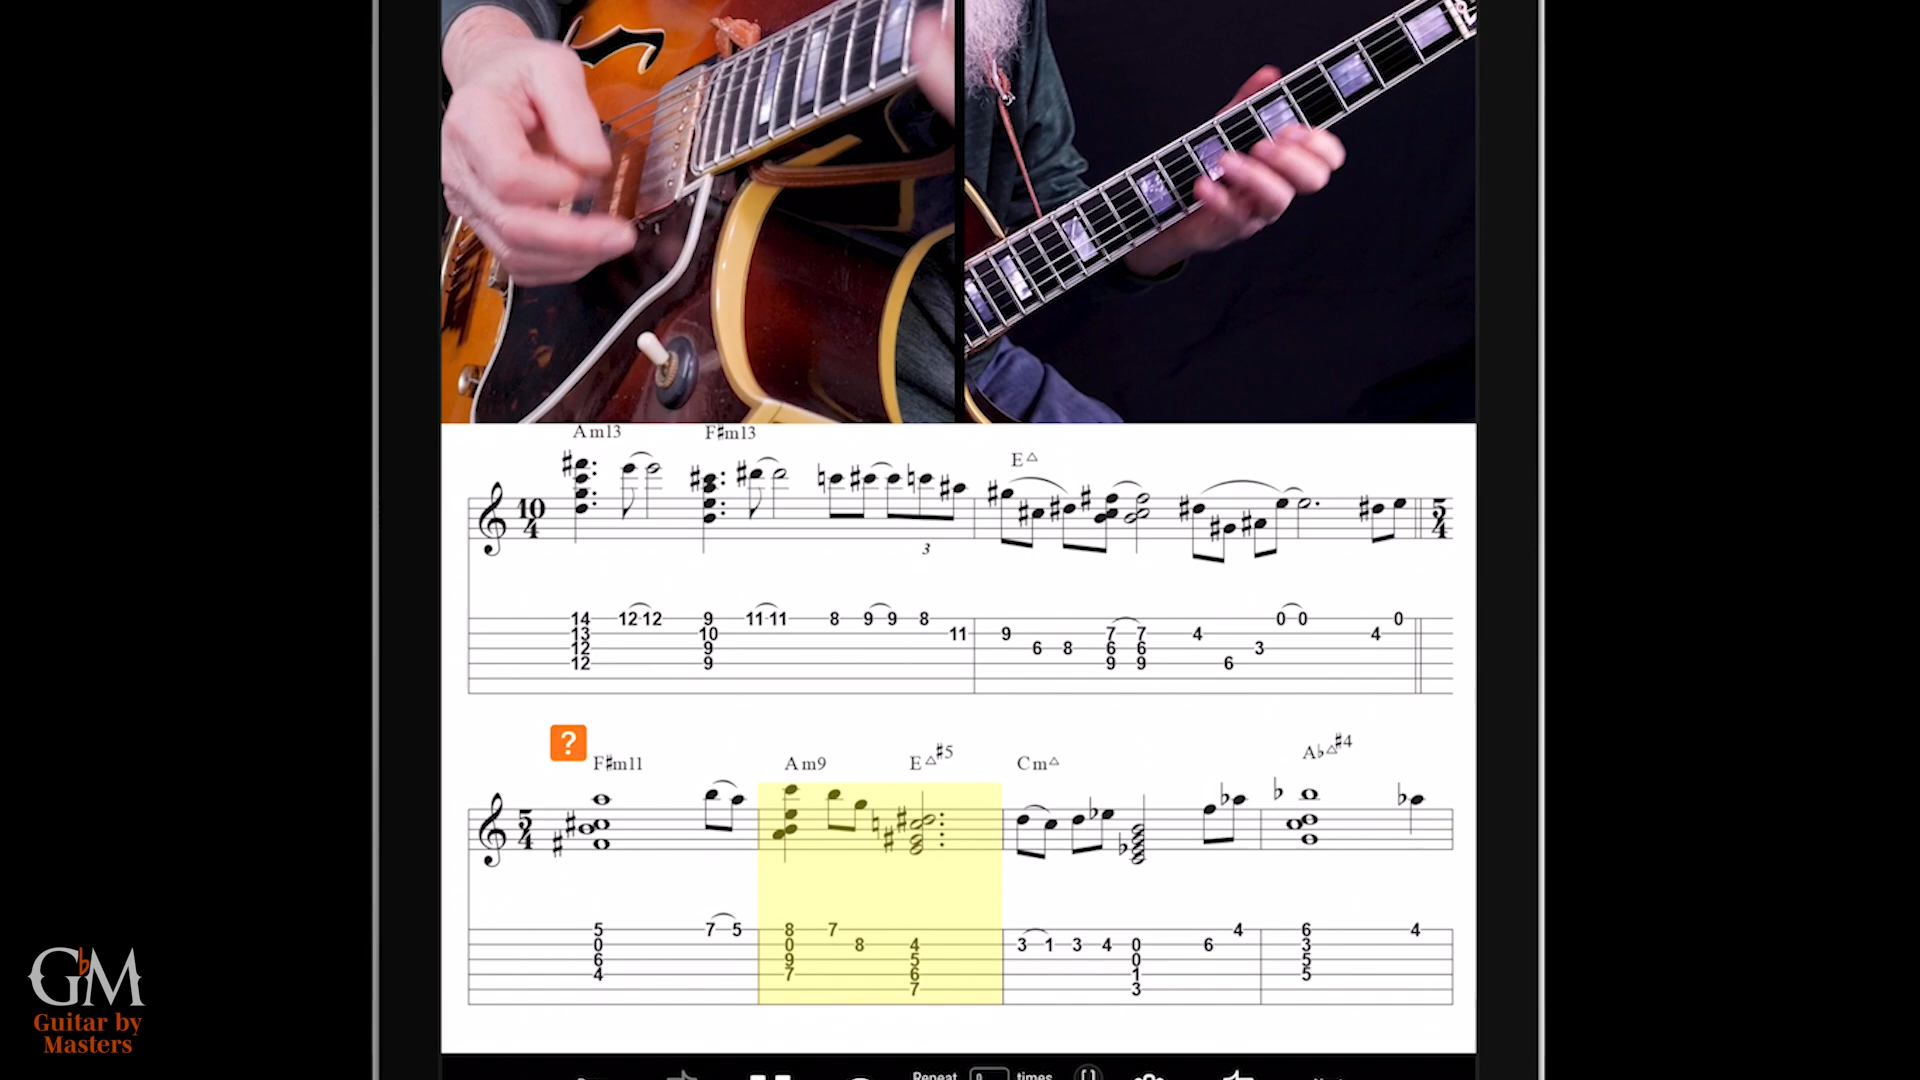 Am13 F♯m13
E△
10
4
5
4
3
14 12 12 9 11 11 8 9 9 8 0 0 0
13 10 11 9 7 7 4 4
12 9 6 8 6 6 3
12 9 9 9 6
?
F♯m11 Am9 E△♯5 Cm△ A♭△♯4
5
4
5 7 5 8 7 4 6 4
0 0 8 4 3 1 3 4 0 6 3
6 9 5 0 5
4 7 6 1 5
7 3
G♭M
Guitar by
Masters
Repeat times